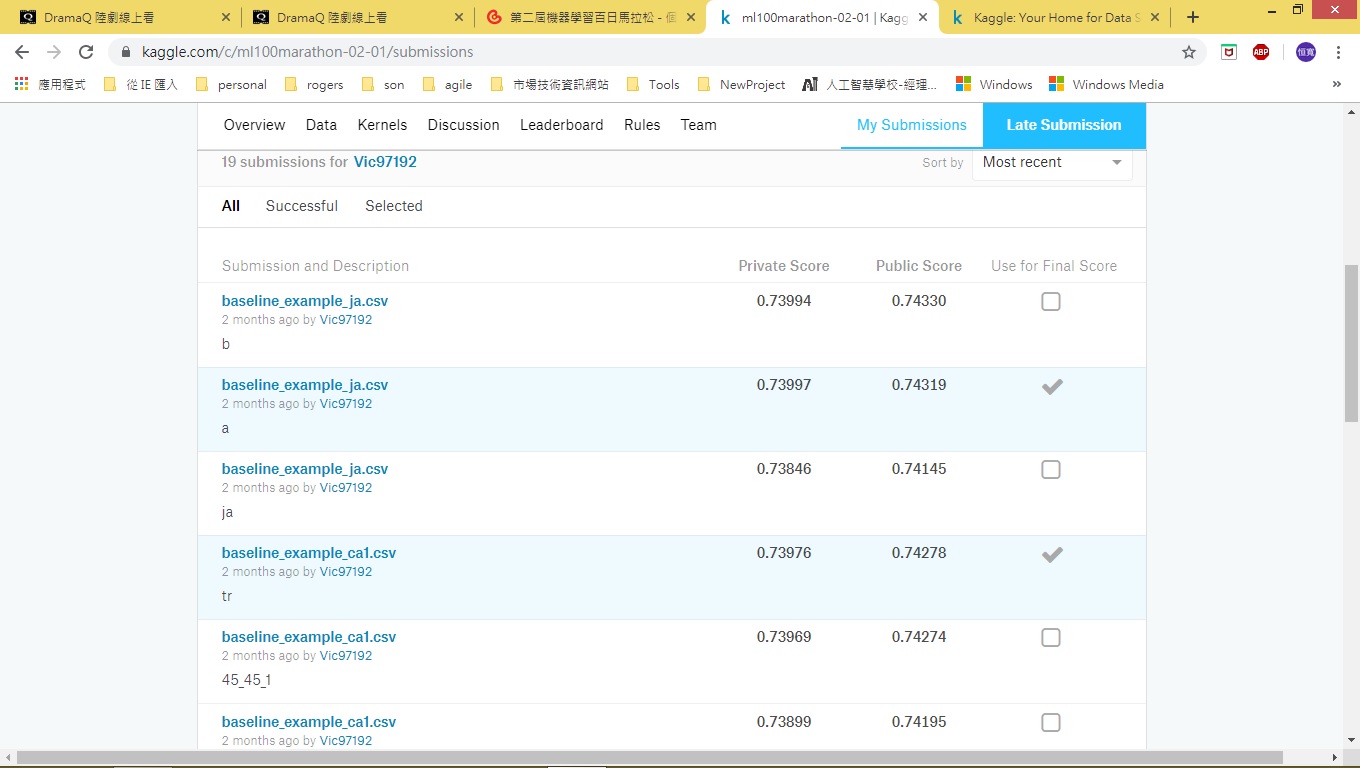 DramaQ 陸劇線上看
DramaQ 陸劇線上看
第二屆機器學習百日馬拉松 - 個
ml100marathon-02-01 | Kagg
Kaggle: Your Home for Data S
kaggle.com/c/ml100marathon-02-01/submissions
ABP
恒寬
應用程式
從 IE 匯入
personal
rogers
son
agile
市場技術資訊網站
Tools
NewProject
人工智慧學校-經理...
Windows
Windows Media
»
Overview
Data
Kernels
Discussion
Leaderboard
Rules
Team
My Submissions
Late Submission
19 submissions for Vic97192
Sort by
Most recent
All
Successful
Selected
Submission and Description
Private Score
Public Score
Use for Final Score
baseline_example_ja.csv
0.73994
0.74330
2 months ago by Vic97192
b
baseline_example_ja.csv
0.73997
0.74319
2 months ago by Vic97192
a
baseline_example_ja.csv
0.73846
0.74145
2 months ago by Vic97192
ja
baseline_example_ca1.csv
0.73976
0.74278
2 months ago by Vic97192
tr
baseline_example_ca1.csv
0.73969
0.74274
2 months ago by Vic97192
45_45_1
baseline_example_ca1.csv
0.73899
0.74195
2 months ago by Vic97192